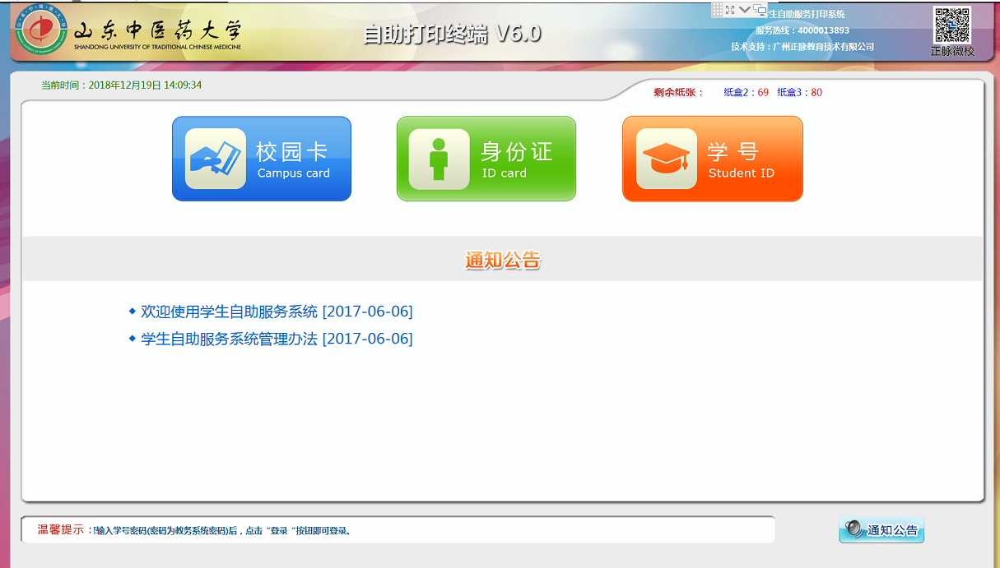 山东中医药大学
SHANDONG UNIVERSITY OF TRADITIONAL CHINESE MEDICINE
自助打印终端 V6.0
生自助服务打印系统
服务热线：4000013893
技术支持：广州正脉教育技术有限公司
正脉微校
当前时间：2018年12月19日 14:09:34
剩余纸张： 纸盒2：69 纸盒3：80
校园卡
Campus card
身份证
ID card
学号
Student ID
通知公告
欢迎使用学生自助服务系统 [2017-06-06]
学生自助服务系统管理办法 [2017-06-06]
温馨提示：输入学号密码(密码为教务系统密码)后，点击“登录“按钮即可登录。
通知公告